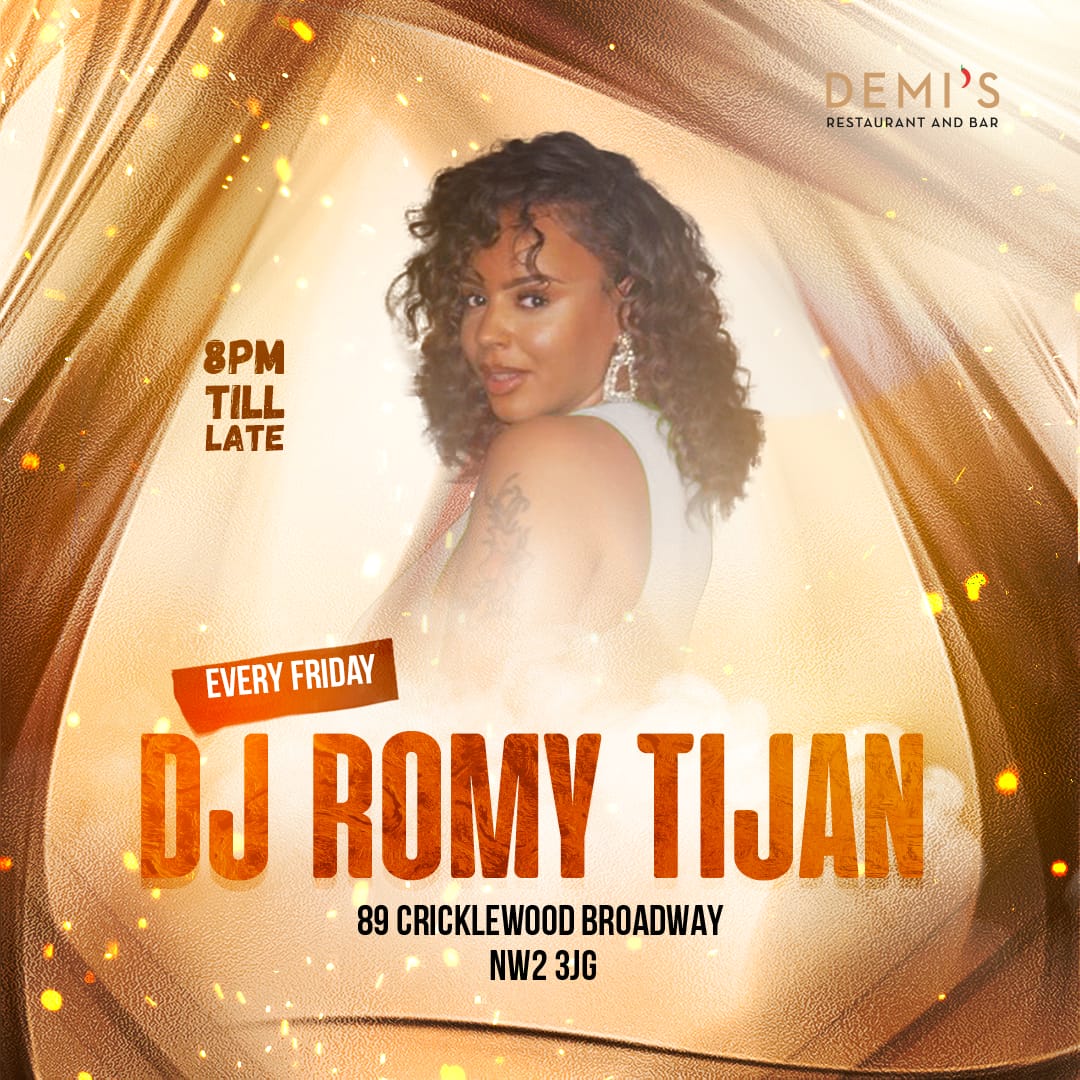 DEMI'S
RESTAURANT AND BAR
8PM
TILL
LATE
EVERY FRIDAY
DJ ROMY TIJAN
89 CRICKLEWOOD BROADWAY
NW2 3JG